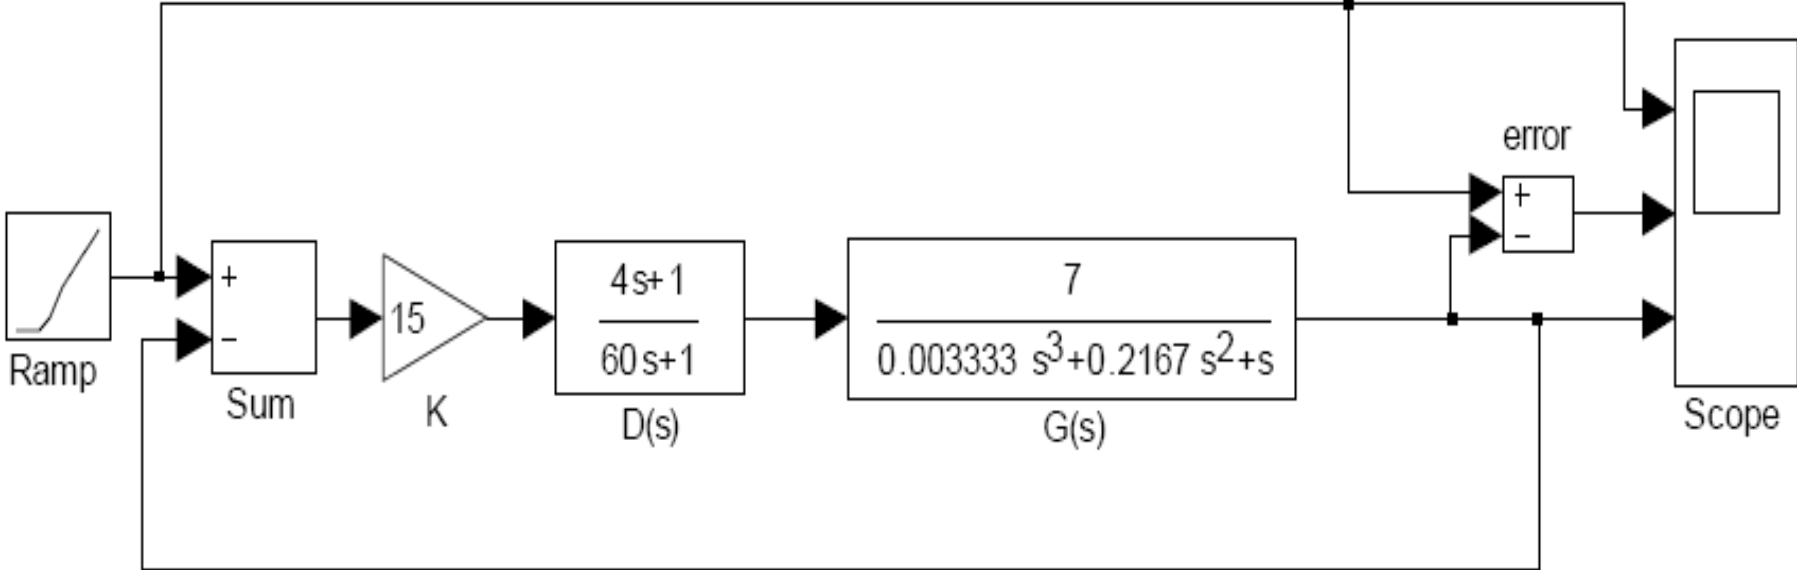 Ramp
+
−
Sum
15
K
4s+1
60s+1
D(s)
7
0.003333 s³+0.2167 s²+s
G(s)
error
+
−
Scope